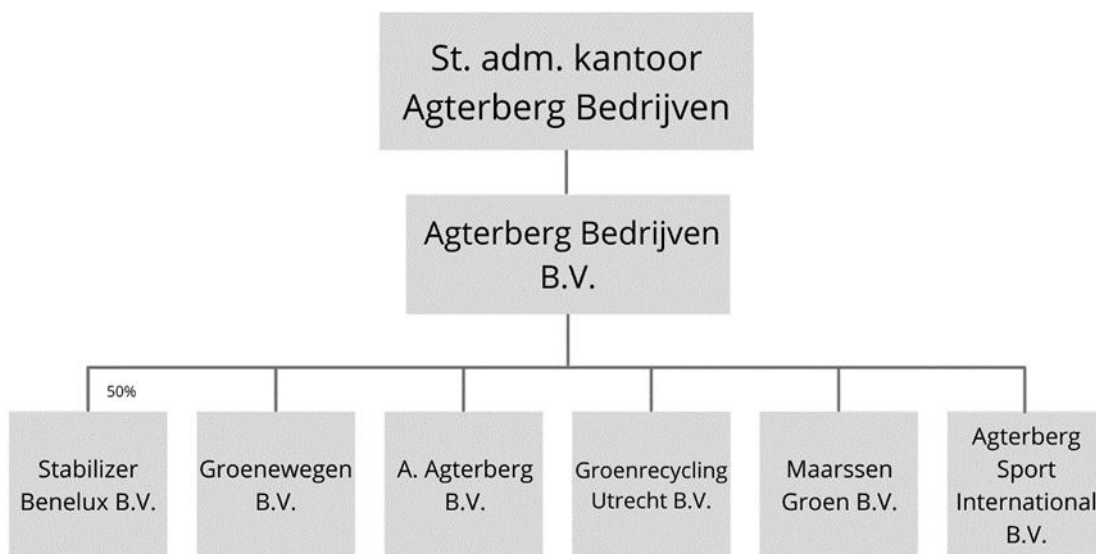 St. adm. kantoor
Agterberg Bedrijven
Agterberg Bedrijven
B.V.
50%
Stabilizer
Benelux B.V.
Groenewegen
B.V.
A. Agterberg
B.V.
Groenrecycling
Utrecht B.V.
Maarssen
Groen B.V.
Agterberg
Sport
International
B.V.